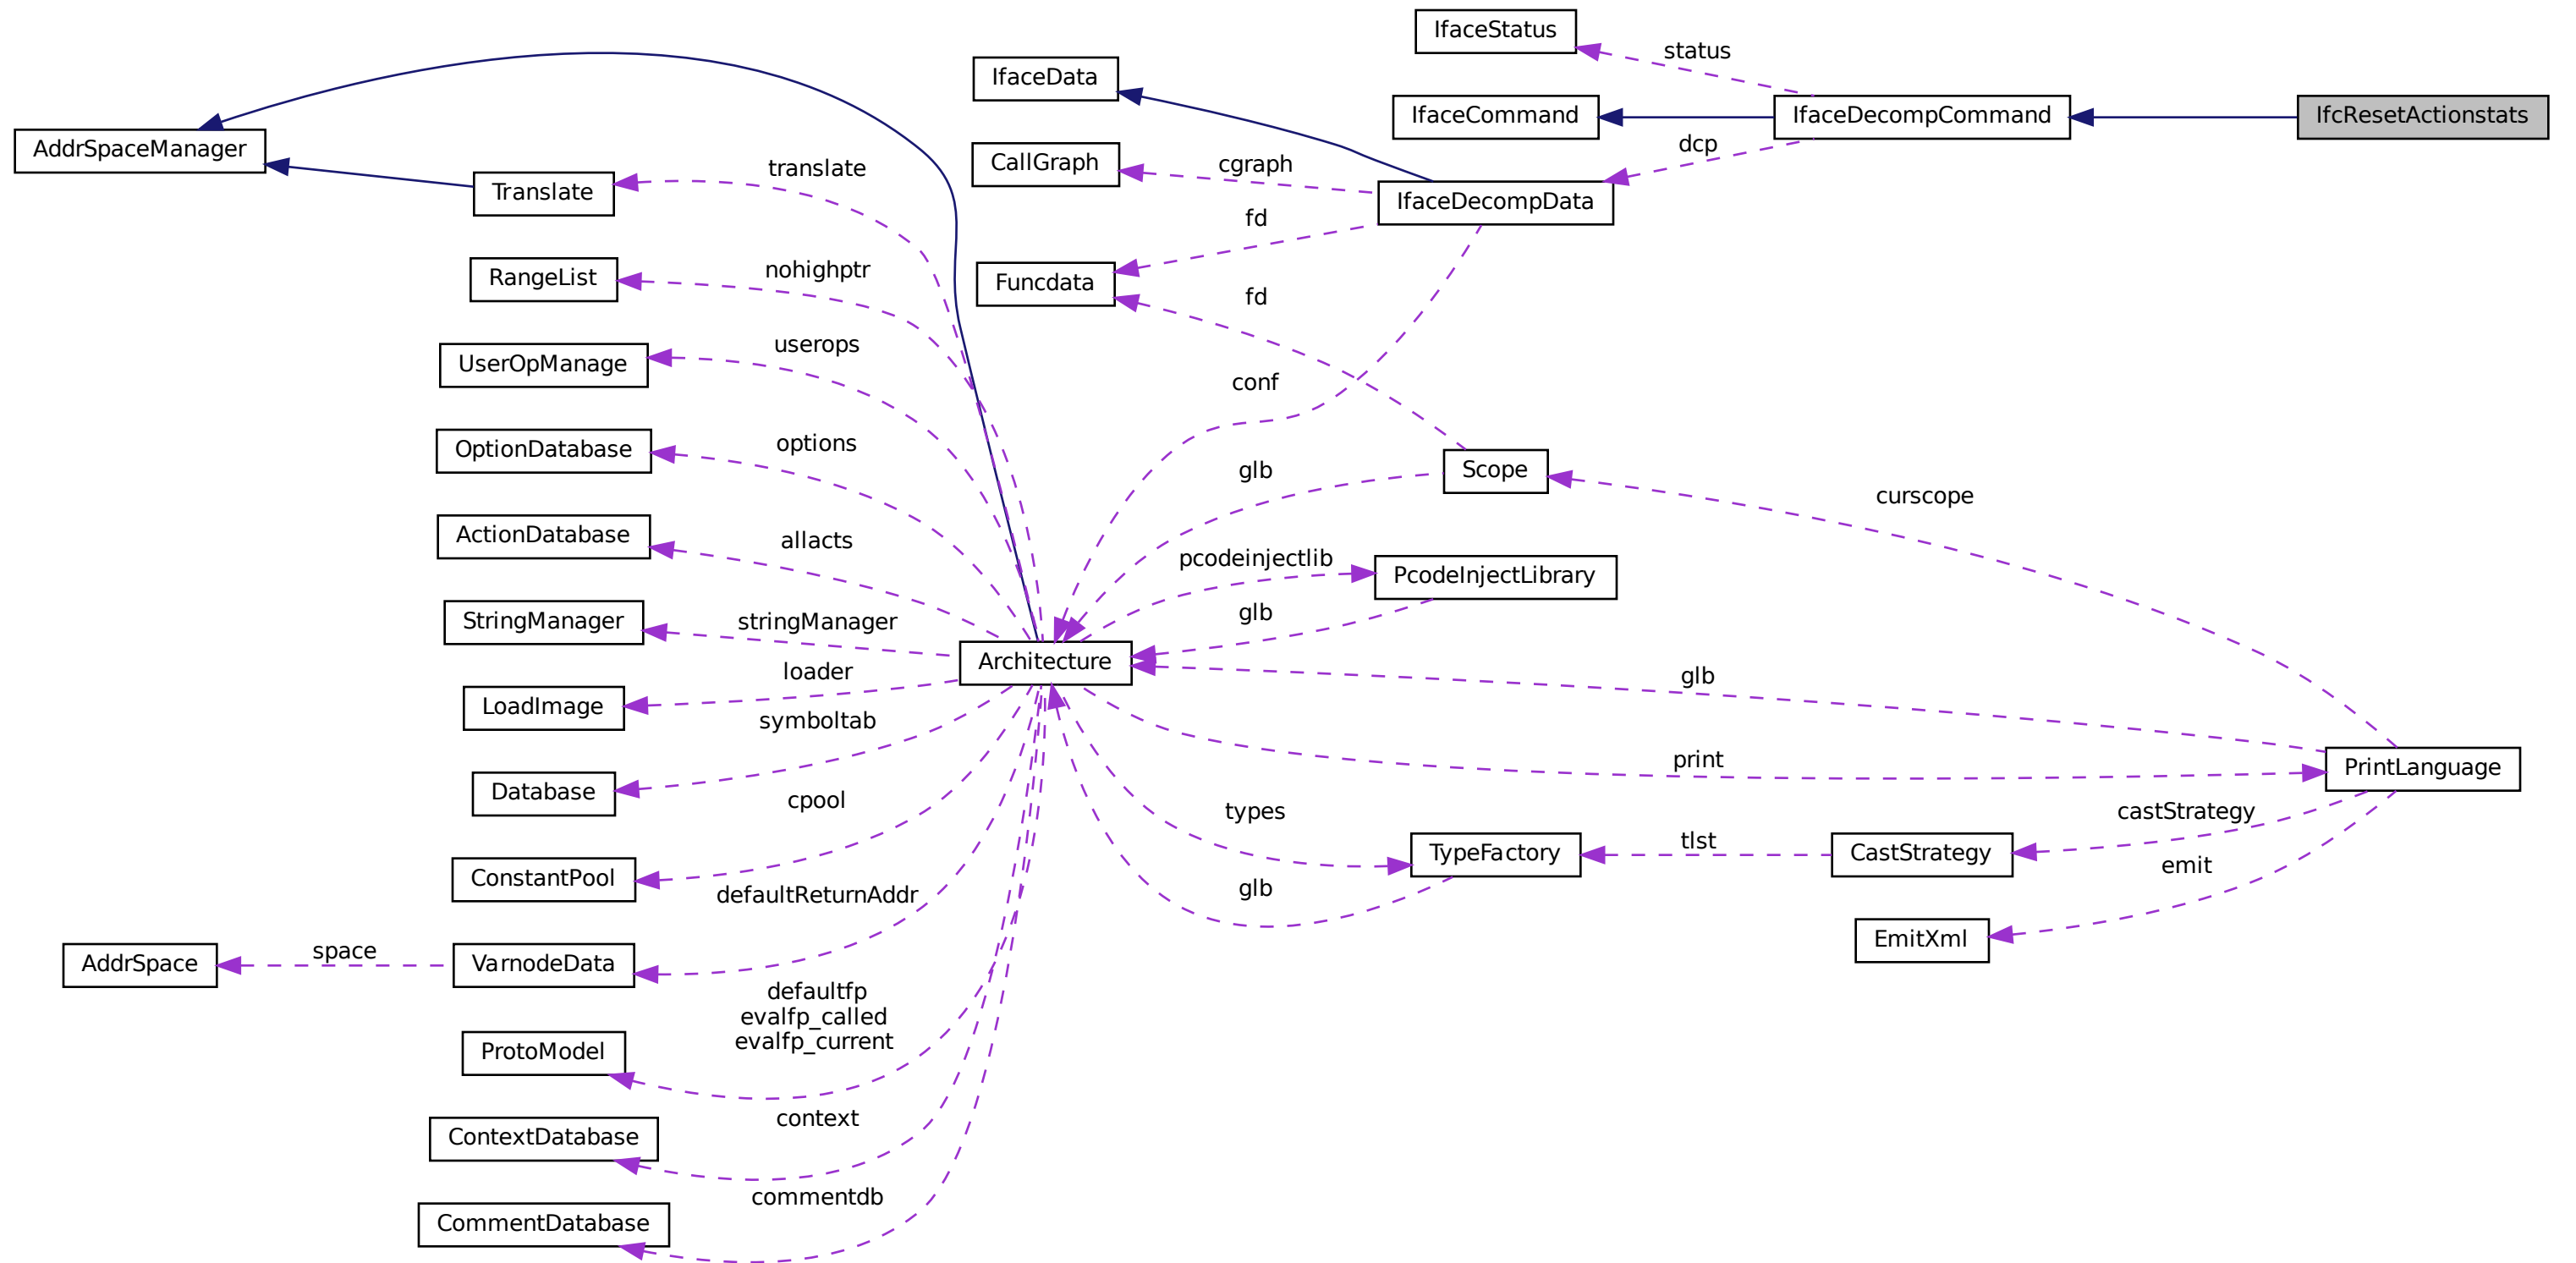 IfaceStatus
status
IfaceData
IfaceCommand
IfaceDecompCommand
IfcResetActionstats
AddrSpaceManager
translate
CallGraph
cgraph
dcp
Translate
IfaceDecompData
fd
nohighptr
RangeList
Funcdata
fd
userops
UserOpManage
conf
options
OptionDatabase
glb
Scope
curscope
allacts
ActionDatabase
pcodeinjectlib
PcodeInjectLibrary
glb
stringManager
StringManager
Architecture
loader
glb
LoadImage
symboltab
print
PrintLanguage
Database
cpool
types
castStrategy
tlst
TypeFactory
CastStrategy
emit
ConstantPool
glb
defaultReturnAddr
EmitXml
space
AddrSpace
VarnodeData
defaultfp
evalfp_called
evalfp_current
ProtoModel
context
ContextDatabase
commentdb
CommentDatabase